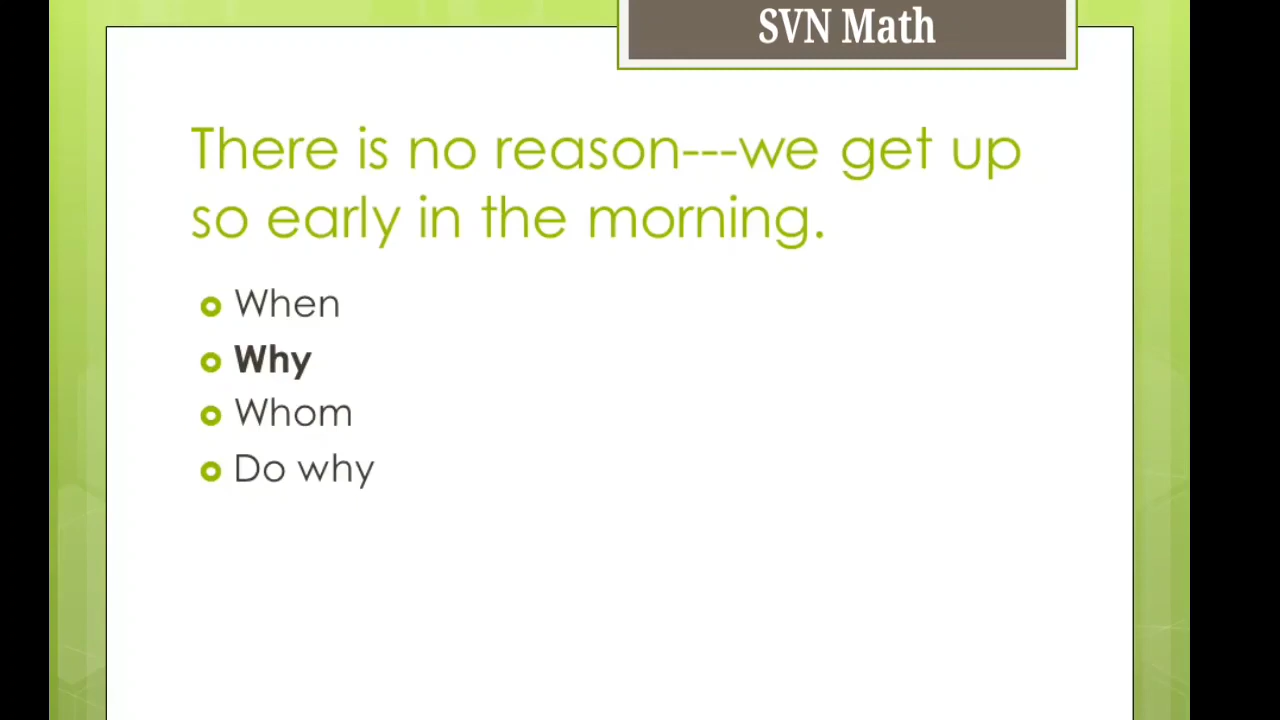 SVN Math
There is no reason---we get up
so early in the morning.
When
Why
Whom
Do why